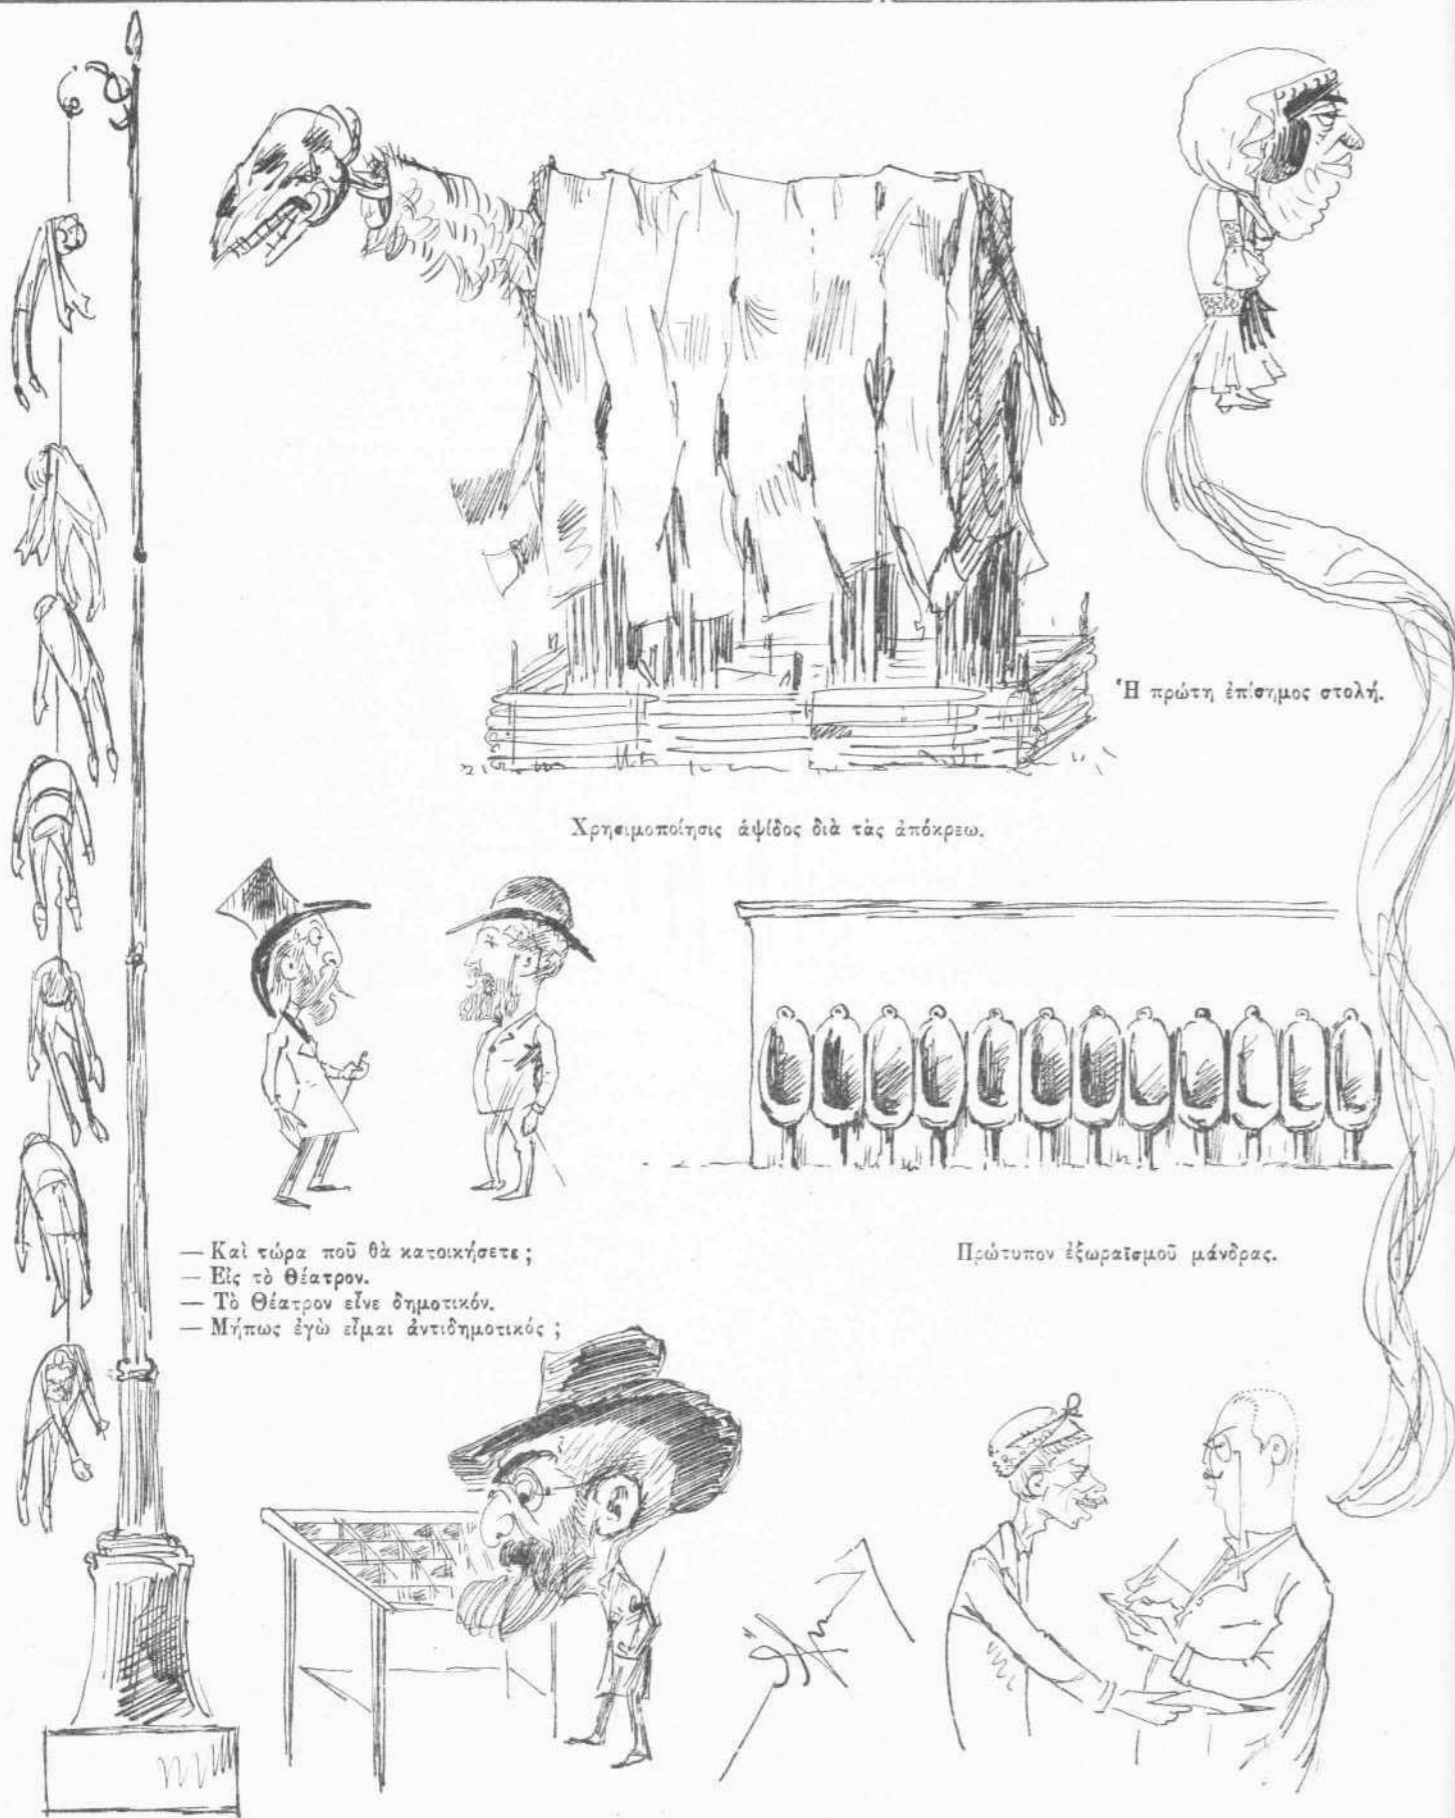 Ἡ πρώτη ἐπίσημος στολή.
Χρησιμοποίησις ἁψῖδος διὰ τὰς ἀπόκρεω.
— Καὶ τώρα ποῦ θὰ κατοικήσετε ;
— Εἰς τὸ Θέατρον.
— Τὸ Θέατρον εἶνε δημοτικόν.
— Μήπως ἐγὼ εἶμαι ἀντιδημοτικός ;
Πρότυπον ἐξωραϊσμοῦ μάνδρας.